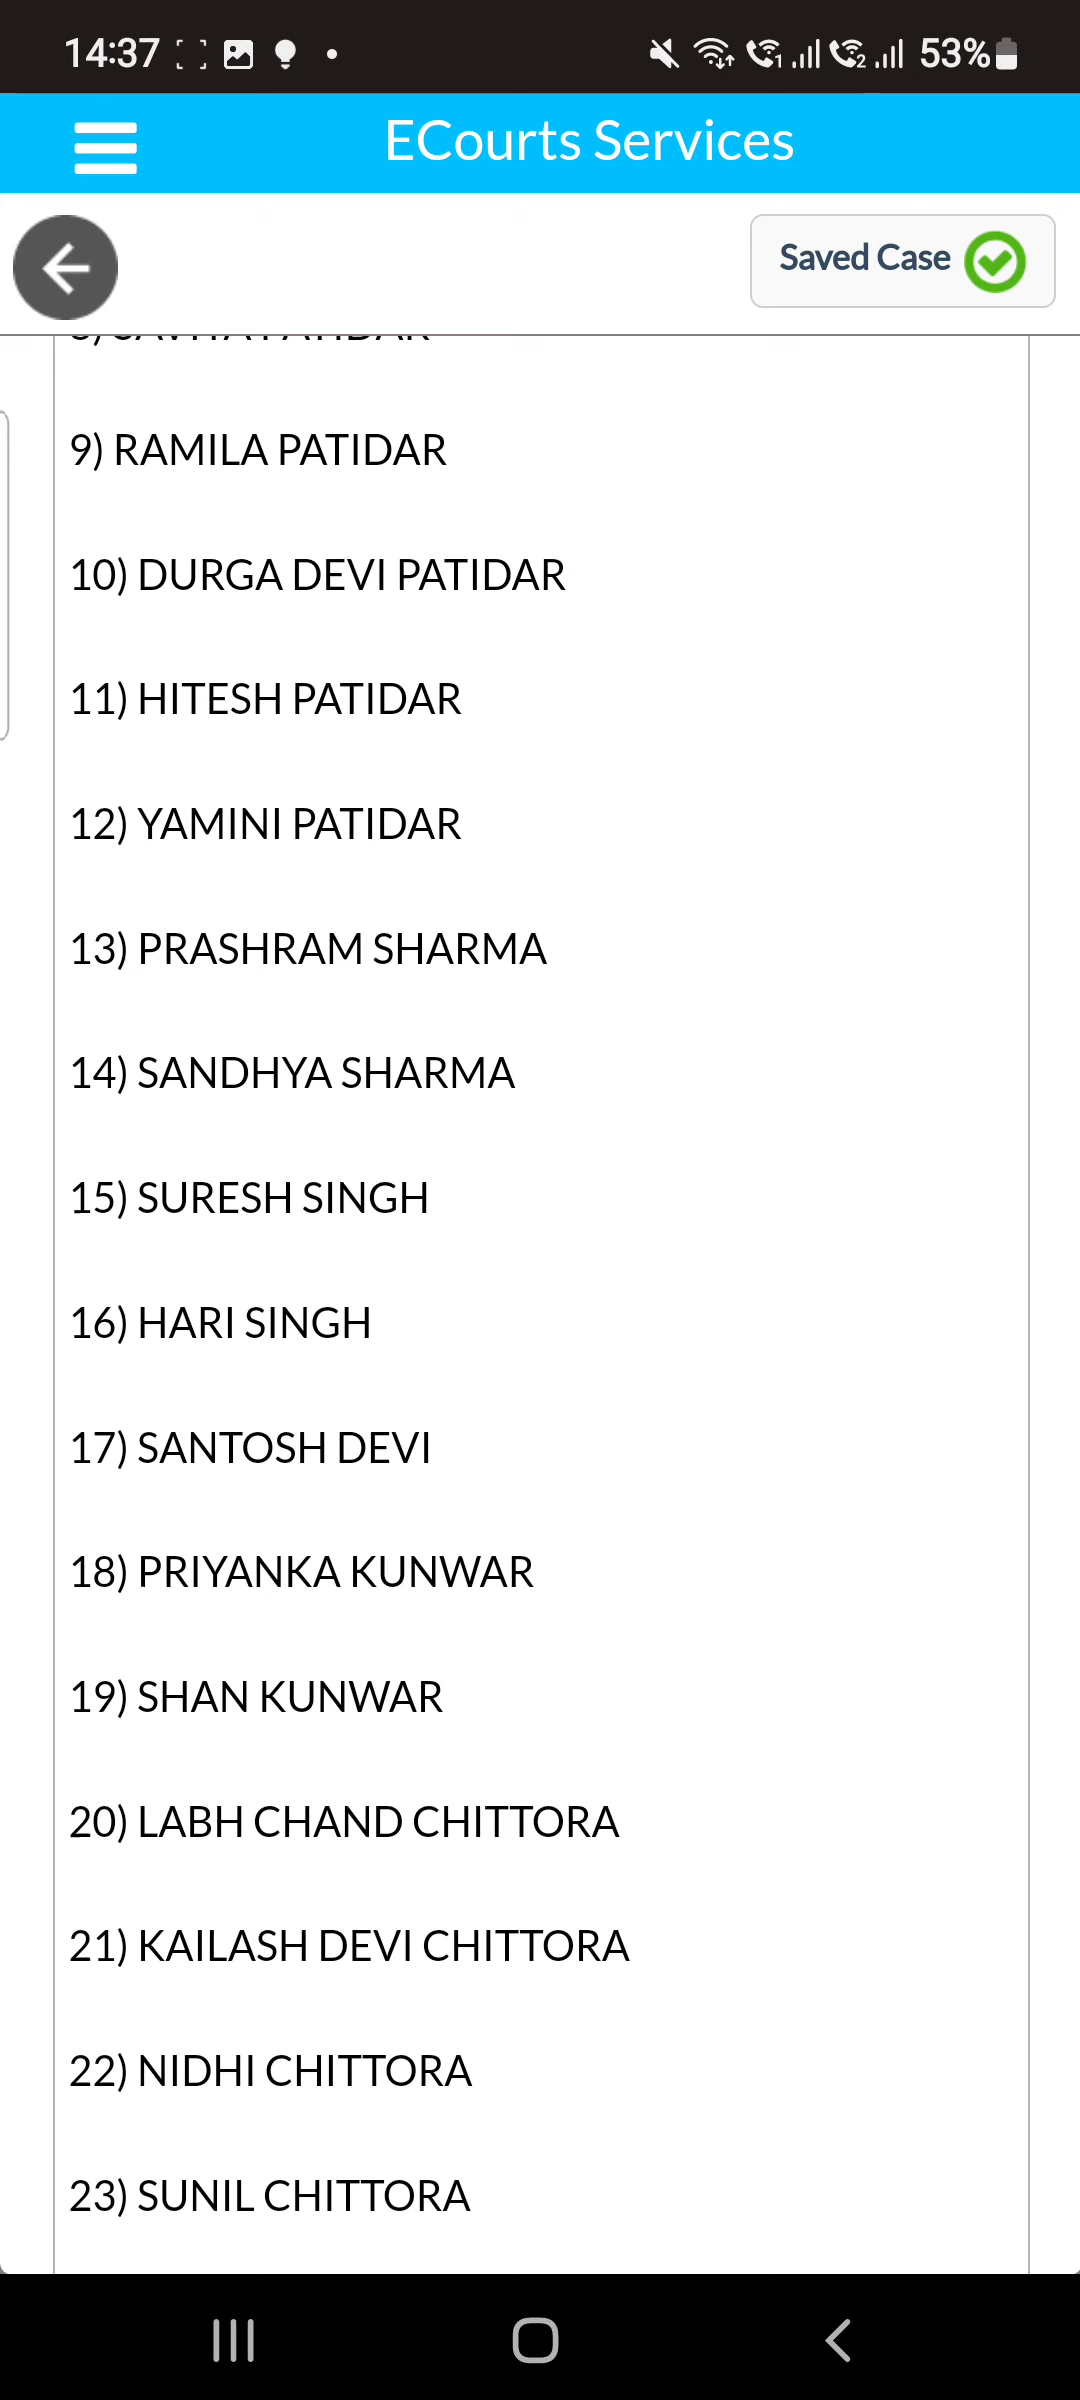 14:37
53%
ECourts Services
Saved Case
9) RAMILA PATIDAR
10) DURGA DEVI PATIDAR
11) HITESH PATIDAR
12) YAMINI PATIDAR
13) PRASHRAM SHARMA
14) SANDHYA SHARMA
15) SURESH SINGH
16) HARI SINGH
17) SANTOSH DEVI
18) PRIYANKA KUNWAR
19) SHAN KUNWAR
20) LABH CHAND CHITTORA
21) KAILASH DEVI CHITTORA
22) NIDHI CHITTORA
23) SUNIL CHITTORA